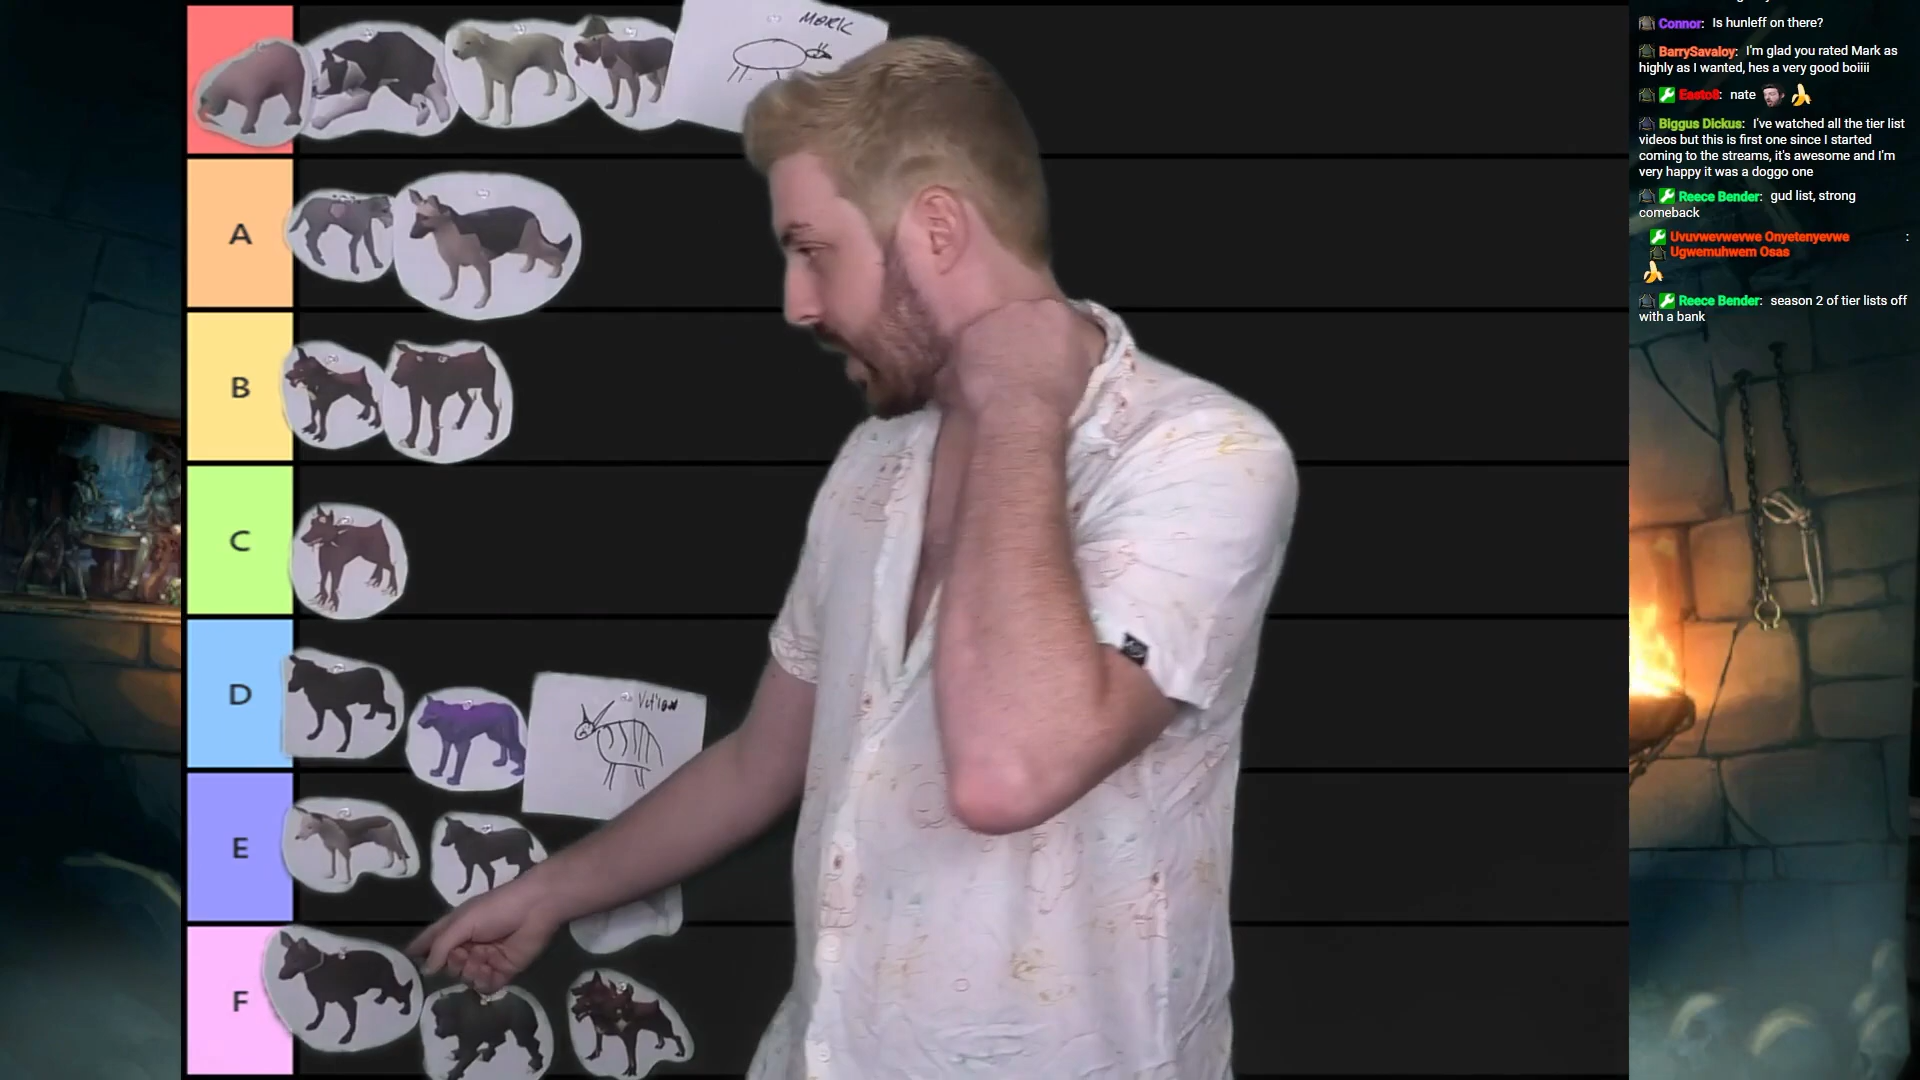 Connor: Is hunleff on there?
BarrySavaloy: I'm glad you rated Mark as
highly as I wanted, hes a very good boiiii
Easto8: nate
Biggus Dickus: I've watched all the tier list
videos but this is first one since I started
coming to the streams, it's awesome and I'm
very happy it was a doggo one
Reece Bender: gud list, strong
comeback
Uvuvwevwevwe Onyetenyevwe :
Ugwemuhwem Osas
Reece Bender: season 2 of tier lists off
with a bank
MARK
A
B
C
D
E
F